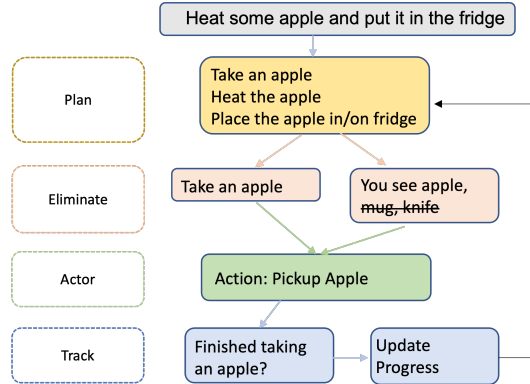 Heat some apple and put it in the fridge
Plan
Take an apple
Heat the apple
Place the apple in/on fridge
Eliminate
Take an apple
You see apple,
mug, knife
Actor
Action: Pickup Apple
Track
Finished taking
an apple?
Update
Progress